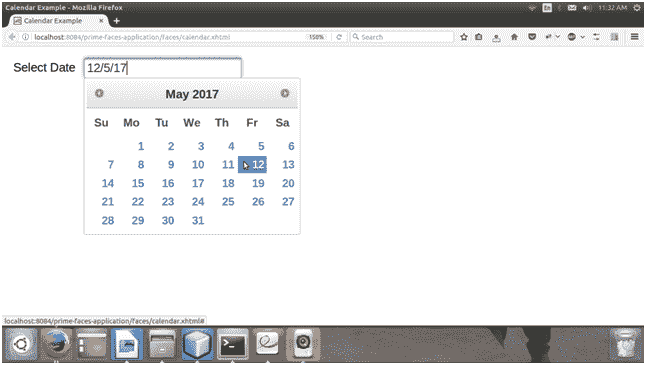 Calendar Example - Mozilla Firefox
En
11:32 AM
Calendar Example
localhost:8084/prime-faces-application/faces/calendar.xhtml
150%
Search
Select Date
12/5/17
May 2017
Su Mo Tu We Th Fr Sa
1 2 3 4 5 6
7 8 9 10 11 12 13
14 15 16 17 18 19 20
21 22 23 24 25 26 27
28 29 30 31
localhost:8084/prime-faces-application/faces/calendar.xhtml#